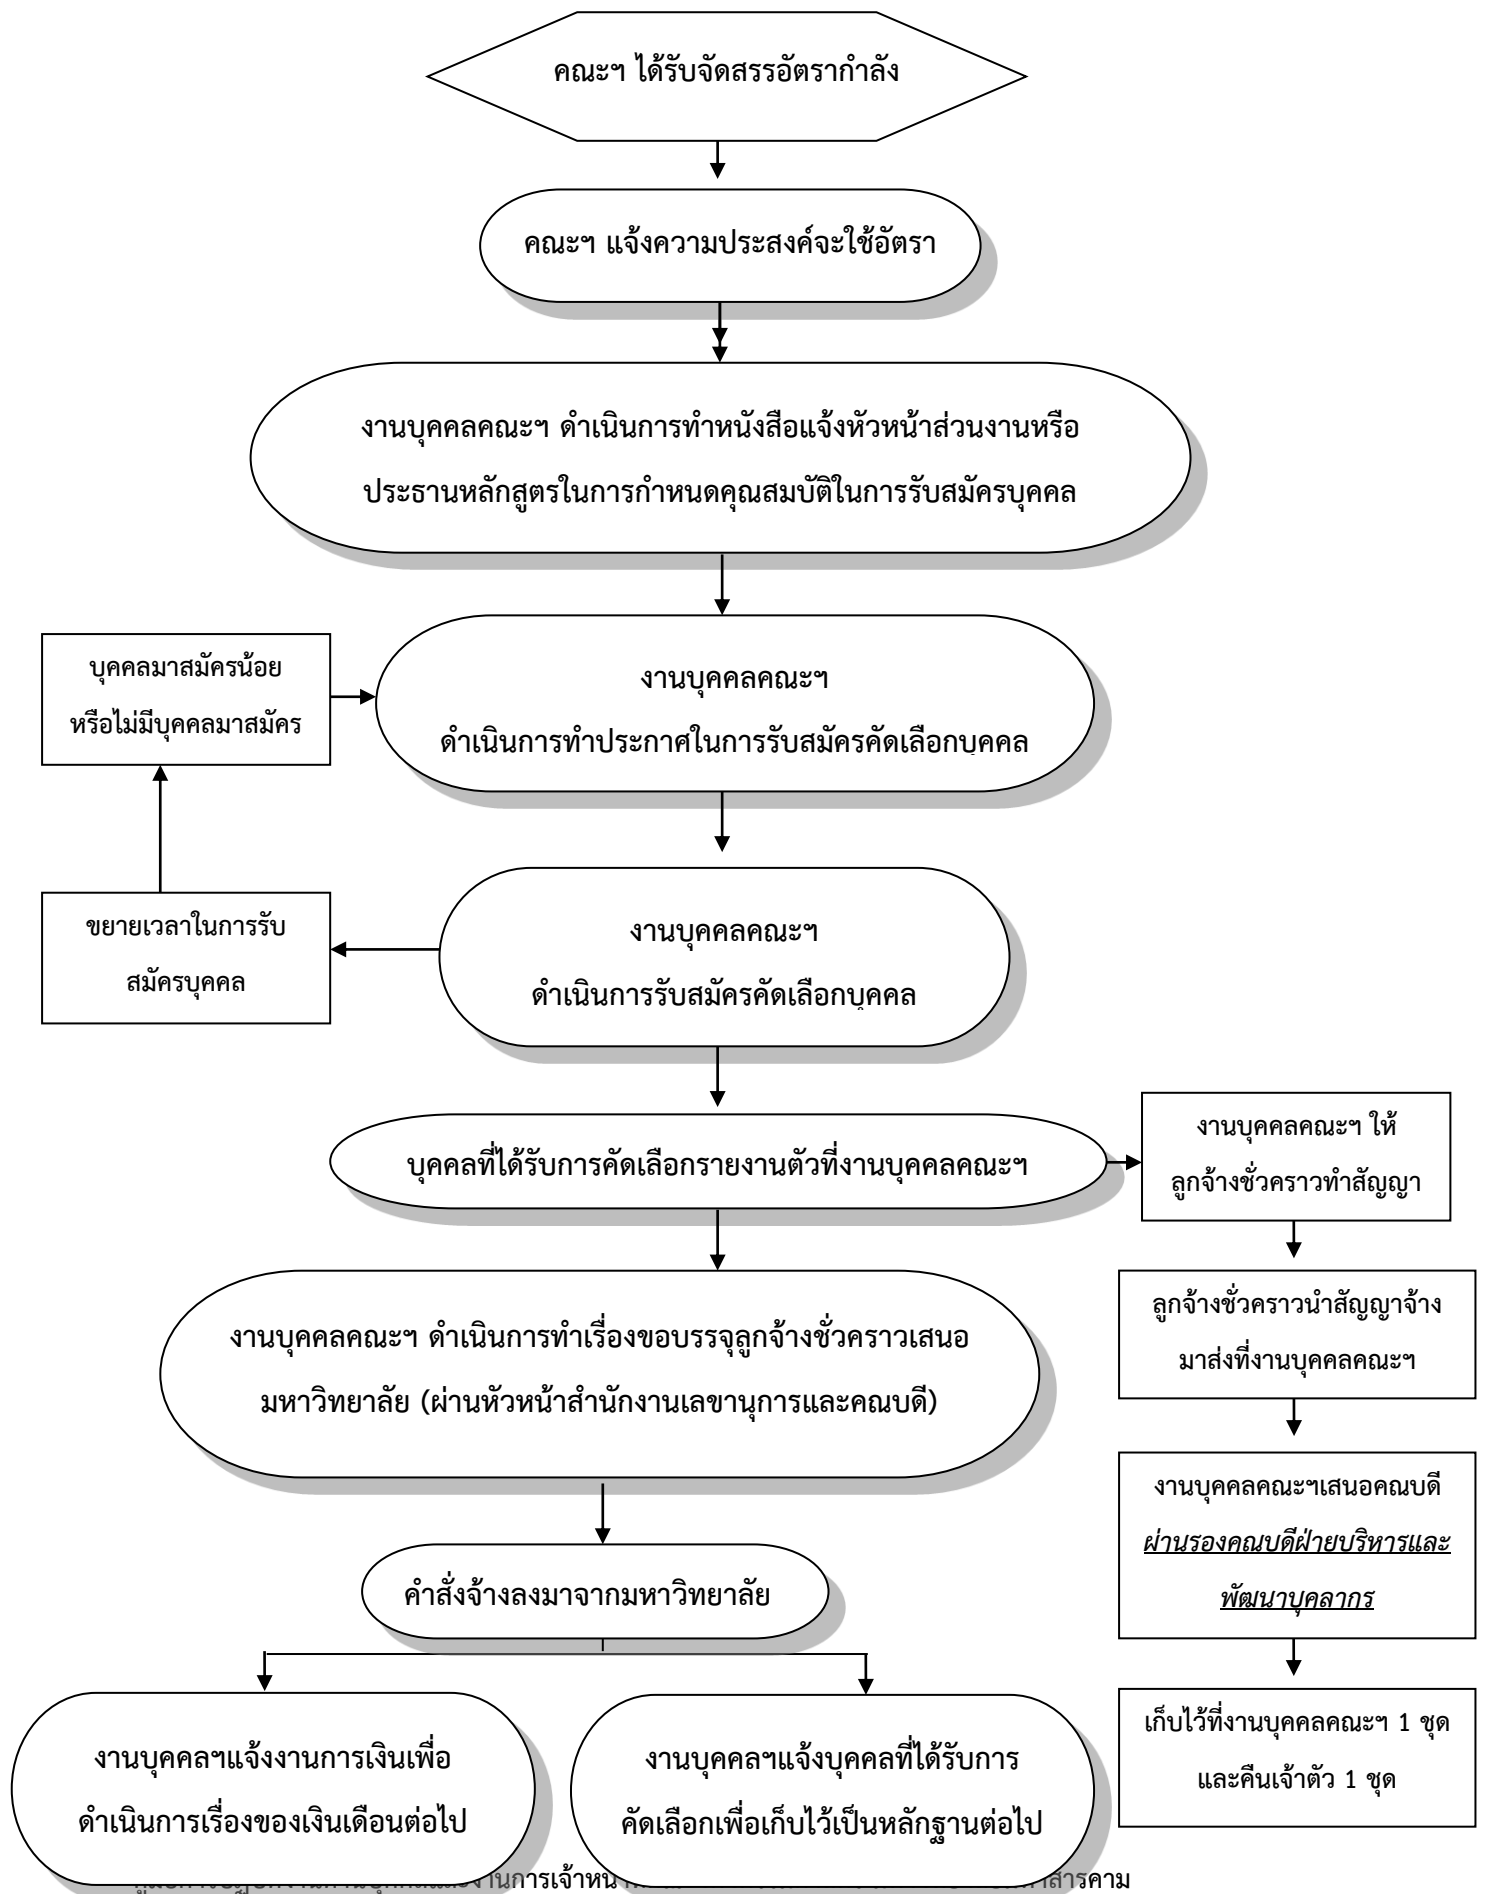 คณะฯ ได้รับจัดสรรอัตรากำลัง
คณะฯ แจ้งความประสงค์จะใช้อัตรา
งานบุคคลคณะฯ ดำเนินการทำหนังสือแจ้งหัวหน้าส่วนงานหรือ
ประธานหลักสูตรในการกำหนดคุณสมบัติในการรับสมัครบุคคล
บุคคลมาสมัครน้อย
หรือไม่มีบุคคลมาสมัคร
งานบุคคลคณะฯ
ดำเนินการทำประกาศในการรับสมัครคัดเลือกบุคคล
ขยายเวลาในการรับ
สมัครบุคคล
งานบุคคลคณะฯ
ดำเนินการรับสมัครคัดเลือกบุคคล
บุคคลที่ได้รับการคัดเลือกรายงานตัวที่งานบุคคลคณะฯ
งานบุคคลคณะฯ ให้
ลูกจ้างชั่วคราวทำสัญญา
ลูกจ้างชั่วคราวนำสัญญาจ้าง
มาส่งที่งานบุคคลคณะฯ
งานบุคคลคณะฯ ดำเนินการทำเรื่องขอบรรจุลูกจ้างชั่วคราวเสนอ
มหาวิทยาลัย (ผ่านหัวหน้าสำนักงานเลขานุการและคณบดี)
งานบุคคลคณะฯเสนอคณบดี
ผ่านรองคณบดีฝ่ายบริหารและ
พัฒนาบุคลากร
คำสั่งจ้างลงมาจากมหาวิทยาลัย
เก็บไว้ที่งานบุคคลคณะฯ 1 ชุด
และคืนเจ้าตัว 1 ชุด
งานบุคคลฯแจ้งงานการเงินเพื่อ
ดำเนินการเรื่องของเงินเดือนต่อไป
งานบุคคลฯแจ้งบุคคลที่ได้รับการ
คัดเลือกเพื่อเก็บไว้เป็นหลักฐานต่อไป